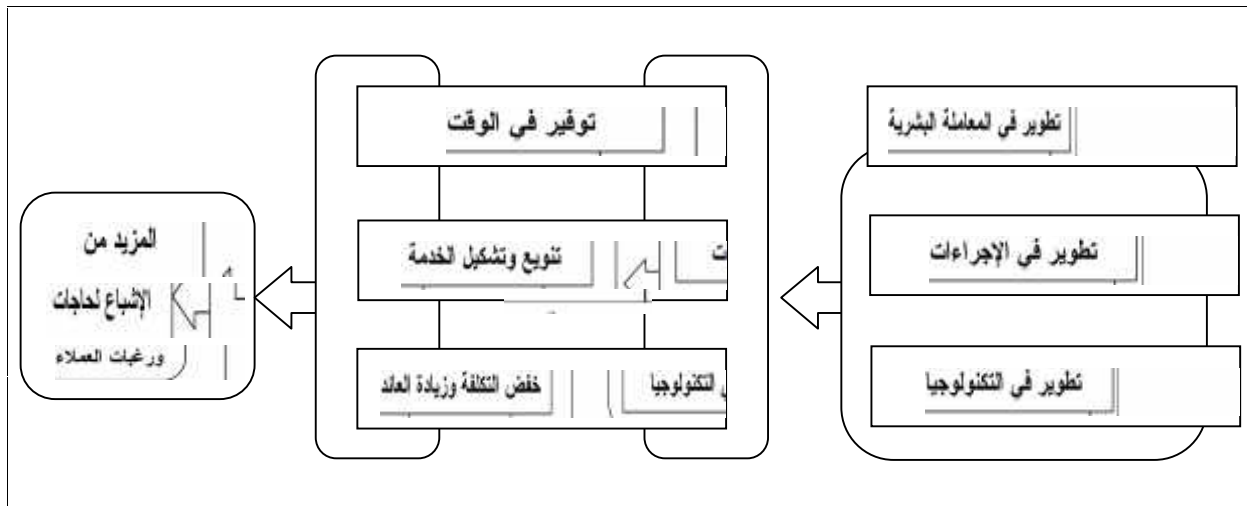 تطوير في المعاملة البشرية
تطوير في الإجراءات
تطوير في التكنولوجيا
توفير في الوقت
تنويع وتشكيل الخدمة
ت
التكنولوجيا
خفض التكلفة وزيادة العائد
المزيد من
الإشباع لحاجات
ورغبات العملاء